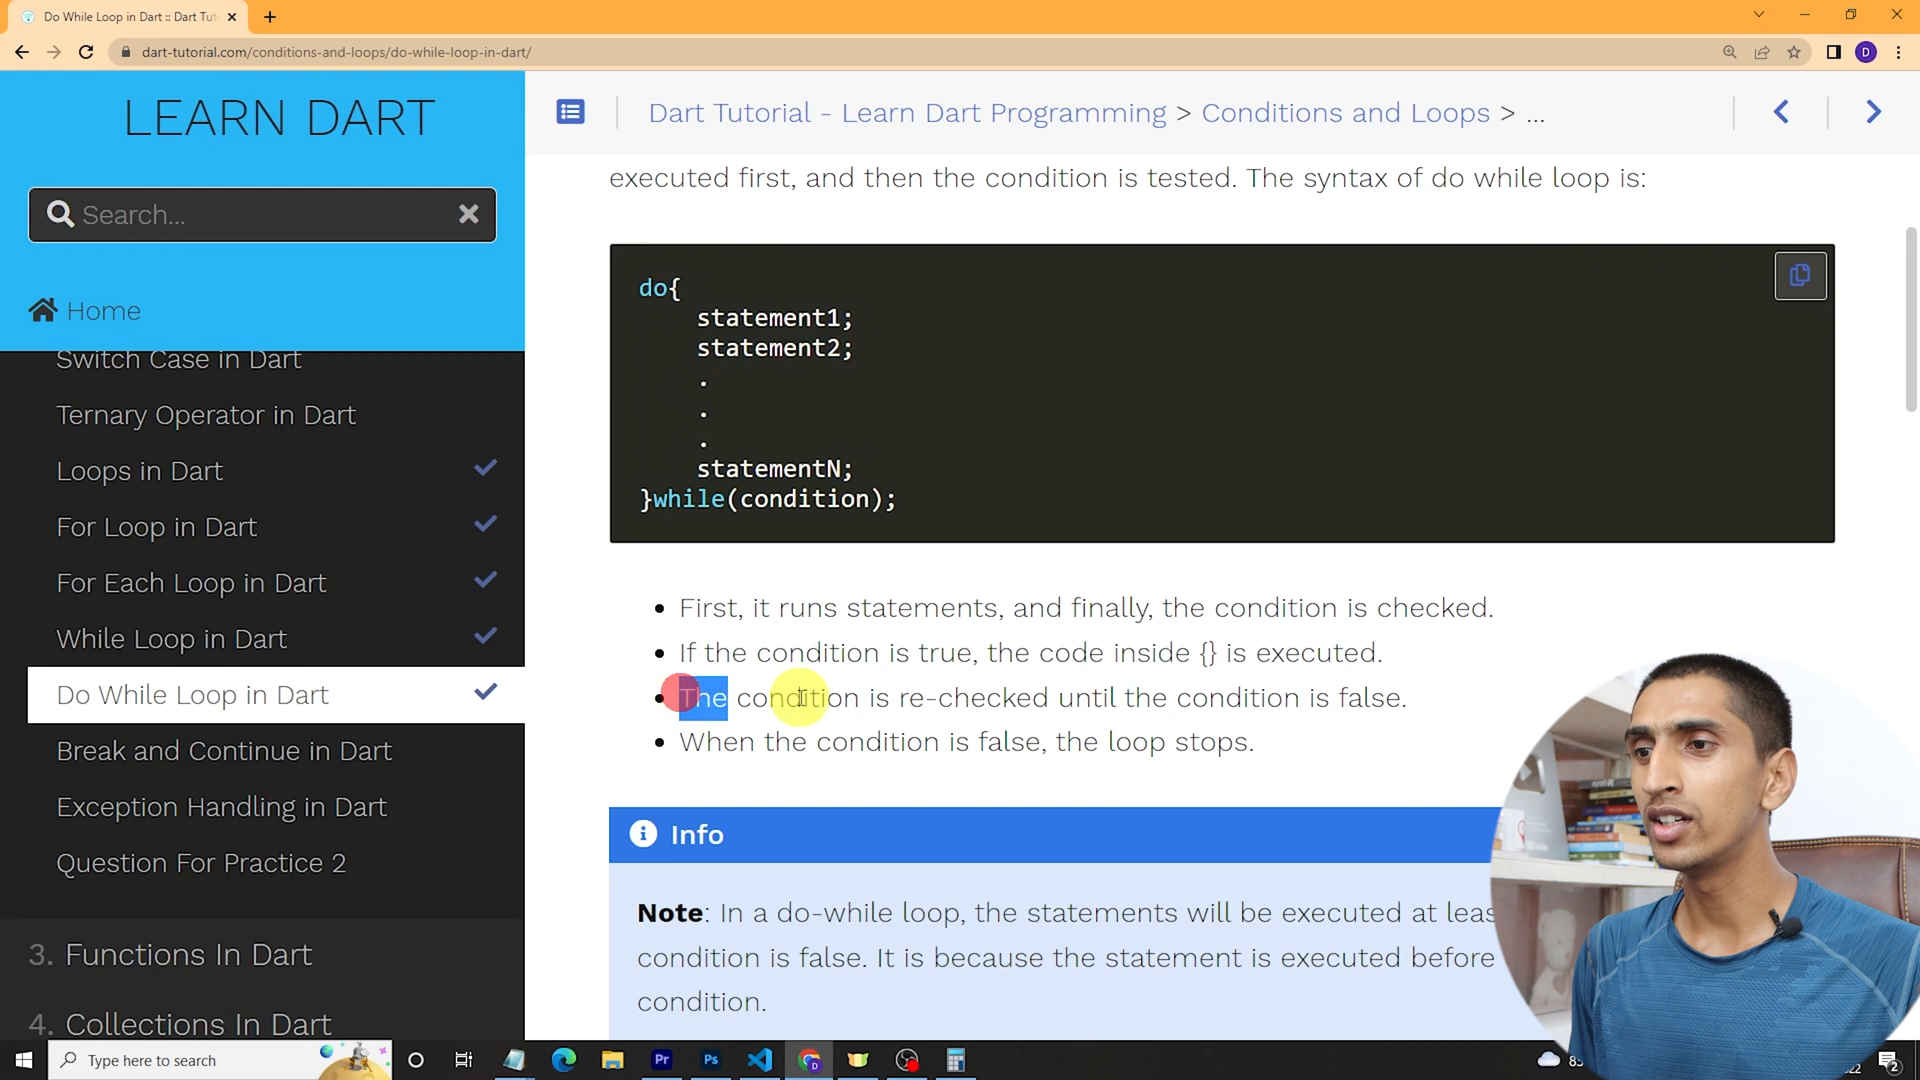 Do While Loop in Dart :: Dart Tut
dart-tutorial.com/conditions-and-loops/do-while-loop-in-dart/
D
LEARN DART
Search...
Home
Switch Case in Dart
Ternary Operator in Dart
Loops in Dart
For Loop in Dart
For Each Loop in Dart
While Loop in Dart
Do While Loop in Dart
Break and Continue in Dart
Exception Handling in Dart
Question For Practice 2
3. Functions In Dart
4. Collections In Dart
Dart Tutorial - Learn Dart Programming > Conditions and Loops > ...
executed first, and then the condition is tested. The syntax of do while loop is:
do{
statement1;
statement2;
.
.
.
statementN;
}while(condition);
• First, it runs statements, and finally, the condition is checked.
• If the condition is true, the code inside {} is executed.
• The condition is re-checked until the condition is false.
• When the condition is false, the loop stops.
Info
Note: In a do-while loop, the statements will be executed at leas
condition is false. It is because the statement is executed before
condition.
Type here to search
Pr
Ps
2